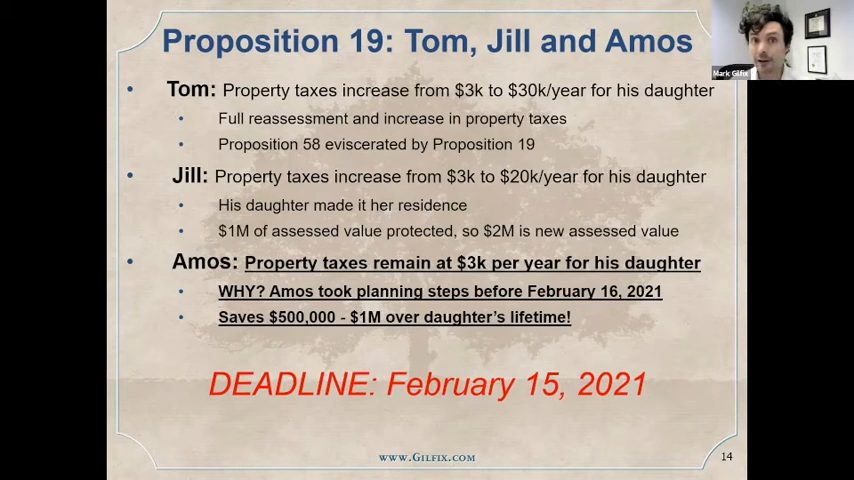 Proposition 19: Tom, Jill and Amos
Mark Gilfix
• Tom: Property taxes increase from $3k to $30k/year for his daughter
• Full reassessment and increase in property taxes
• Proposition 58 eviscerated by Proposition 19
• Jill: Property taxes increase from $3k to $20k/year for his daughter
• His daughter made it her residence
• $1M of assessed value protected, so $2M is new assessed value
• Amos: Property taxes remain at $3k per year for his daughter
• WHY? Amos took planning steps before February 16, 2021
• Saves $500,000 - $1M over daughter's lifetime!
DEADLINE: February 15, 2021
www.Gilfix.com
14